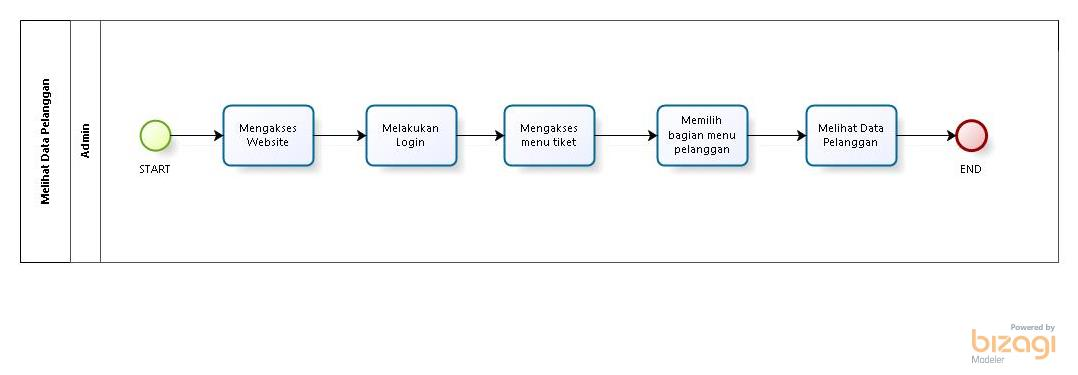 Melihat Data Pelanggan
Admin
START
Mengakses
Website
Melakukan
Login
Mengakses
menu tiket
Memilih
bagian menu
pelanggan
Melihat Data
Pelanggan
END
Powered by
bizagi
Modeler